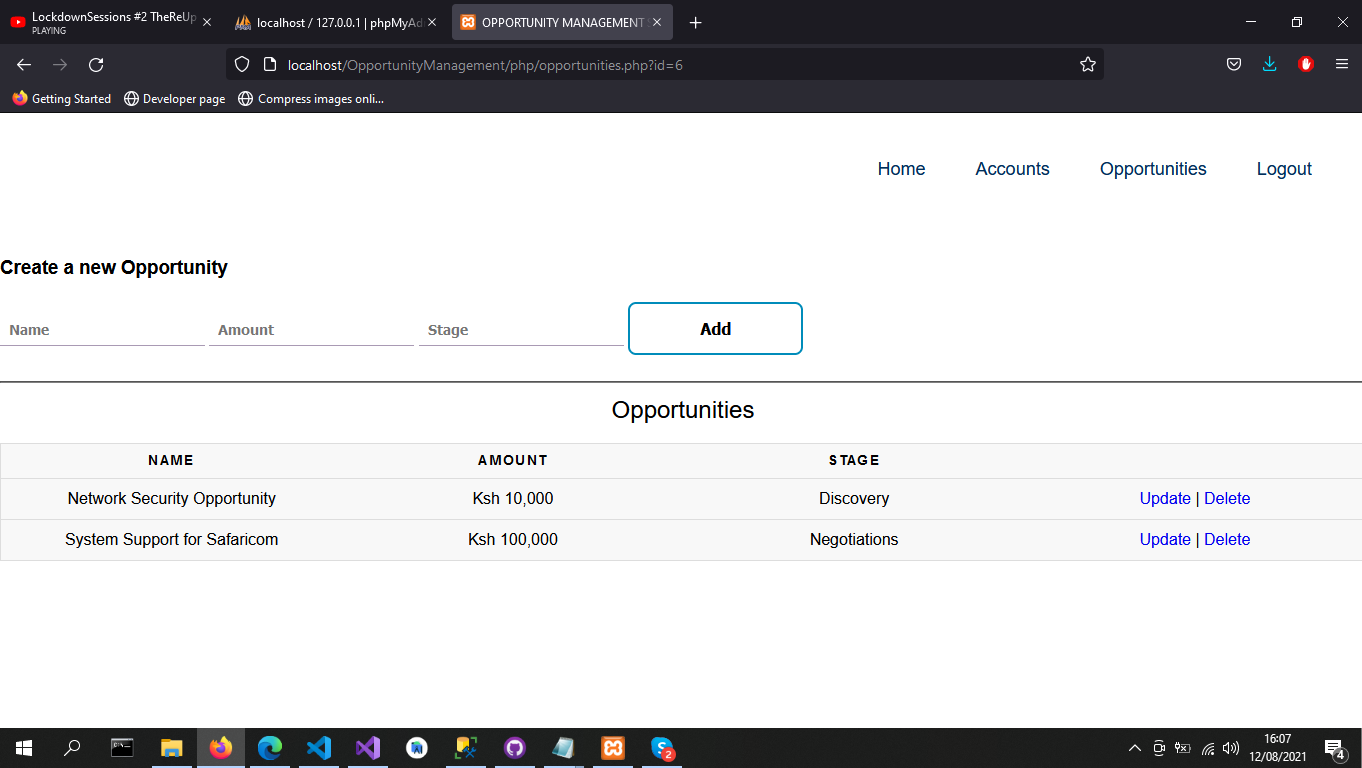 LockdownSessions #2 TheReUp
PLAYING
localhost / 127.0.0.1 | phpMyAd
OPPORTUNITY MANAGEMENT
localhost/OpportunityManagement/php/opportunities.php?id=6
Getting Started
Developer page
Compress images onli...
Home
Accounts
Opportunities
Logout
Create a new Opportunity
Name
Amount
Stage
Add
Opportunities
NAME AMOUNT STAGE
Network Security Opportunity Ksh 10,000 Discovery Update | Delete
System Support for Safaricom Ksh 100,000 Negotiations Update | Delete
2
16:07
12/08/2021
4